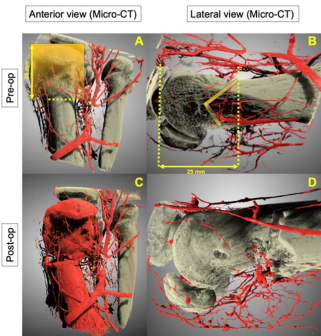 Anterior view (Micro-CT)
Lateral view (Micro-CT)
Pre-op
A
B
25 mm
Post-op
C
D